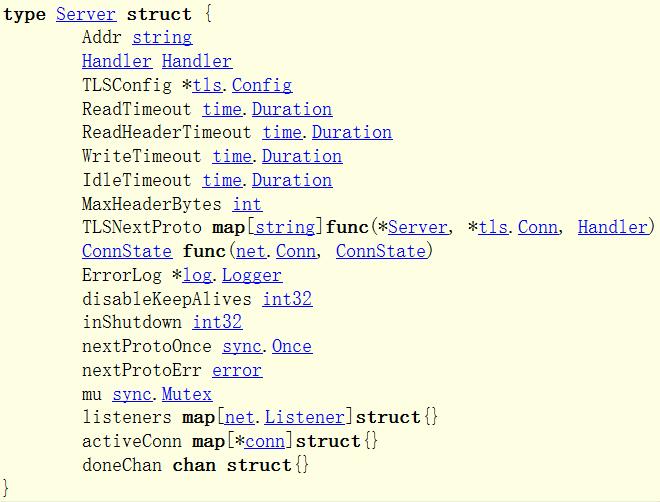 type Server struct {
Addr string
Handler Handler
TLSConfig *tls.Config
ReadTimeout time.Duration
ReadHeaderTimeout time.Duration
WriteTimeout time.Duration
IdleTimeout time.Duration
MaxHeaderBytes int
TLSNextProto map[string]func(*Server, *tls.Conn, Handler)
ConnState func(net.Conn, ConnState)
ErrorLog *log.Logger
disableKeepAlives int32
inShutdown int32
nextProtoOnce sync.Once
nextProtoErr error
mu sync.Mutex
listeners map[net.Listener]struct{}
activeConn map[*conn]struct{}
doneChan chan struct{}
}